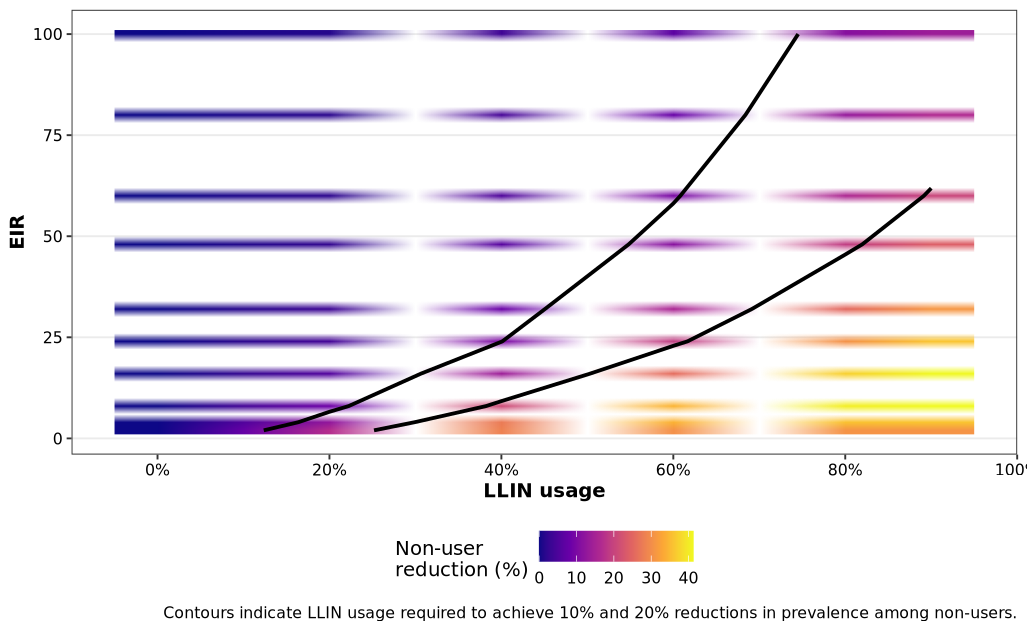 100
75
50
25
0
EIR
0% 20% 40% 60% 80% 100%
LLIN usage
Non-user
reduction (%)
0 10 20 30 40
Contours indicate LLIN usage required to achieve 10% and 20% reductions in prevalence among non-users.